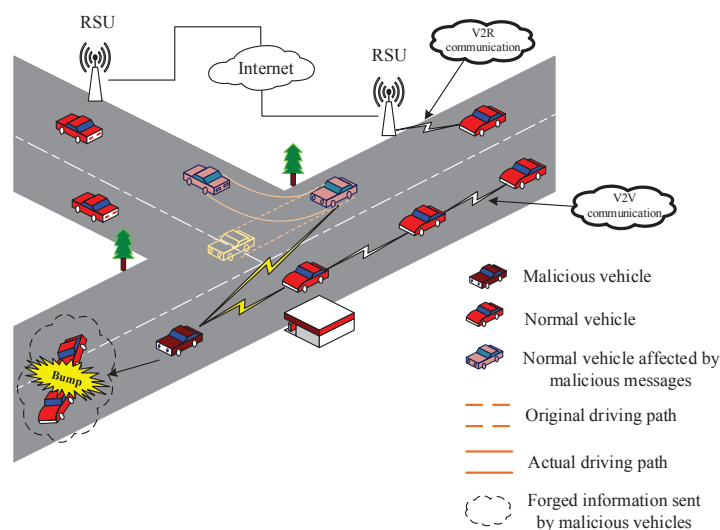 RSU
RSU
Internet
V2R
communication
V2V
communication
Bump
Malicious vehicle
Normal vehicle
Normal vehicle affected by
malicious messages
Original driving path
Actual driving path
Forged information sent
by malicious vehicles